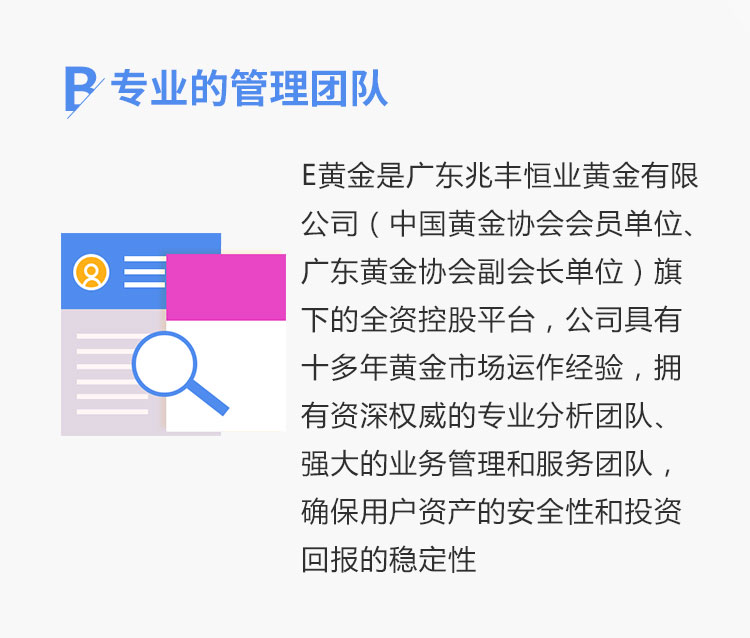 B 专业的管理团队
E黄金是广东兆丰恒业黄金有限
公司（中国黄金协会会员单位、
广东黄金协会副会长单位）旗
下的全资控股平台，公司具有
十多年黄金市场运作经验，拥
有资深权威的专业分析团队、
强大的业务管理和服务团队，
确保用户资产的安全性和投资
回报的稳定性